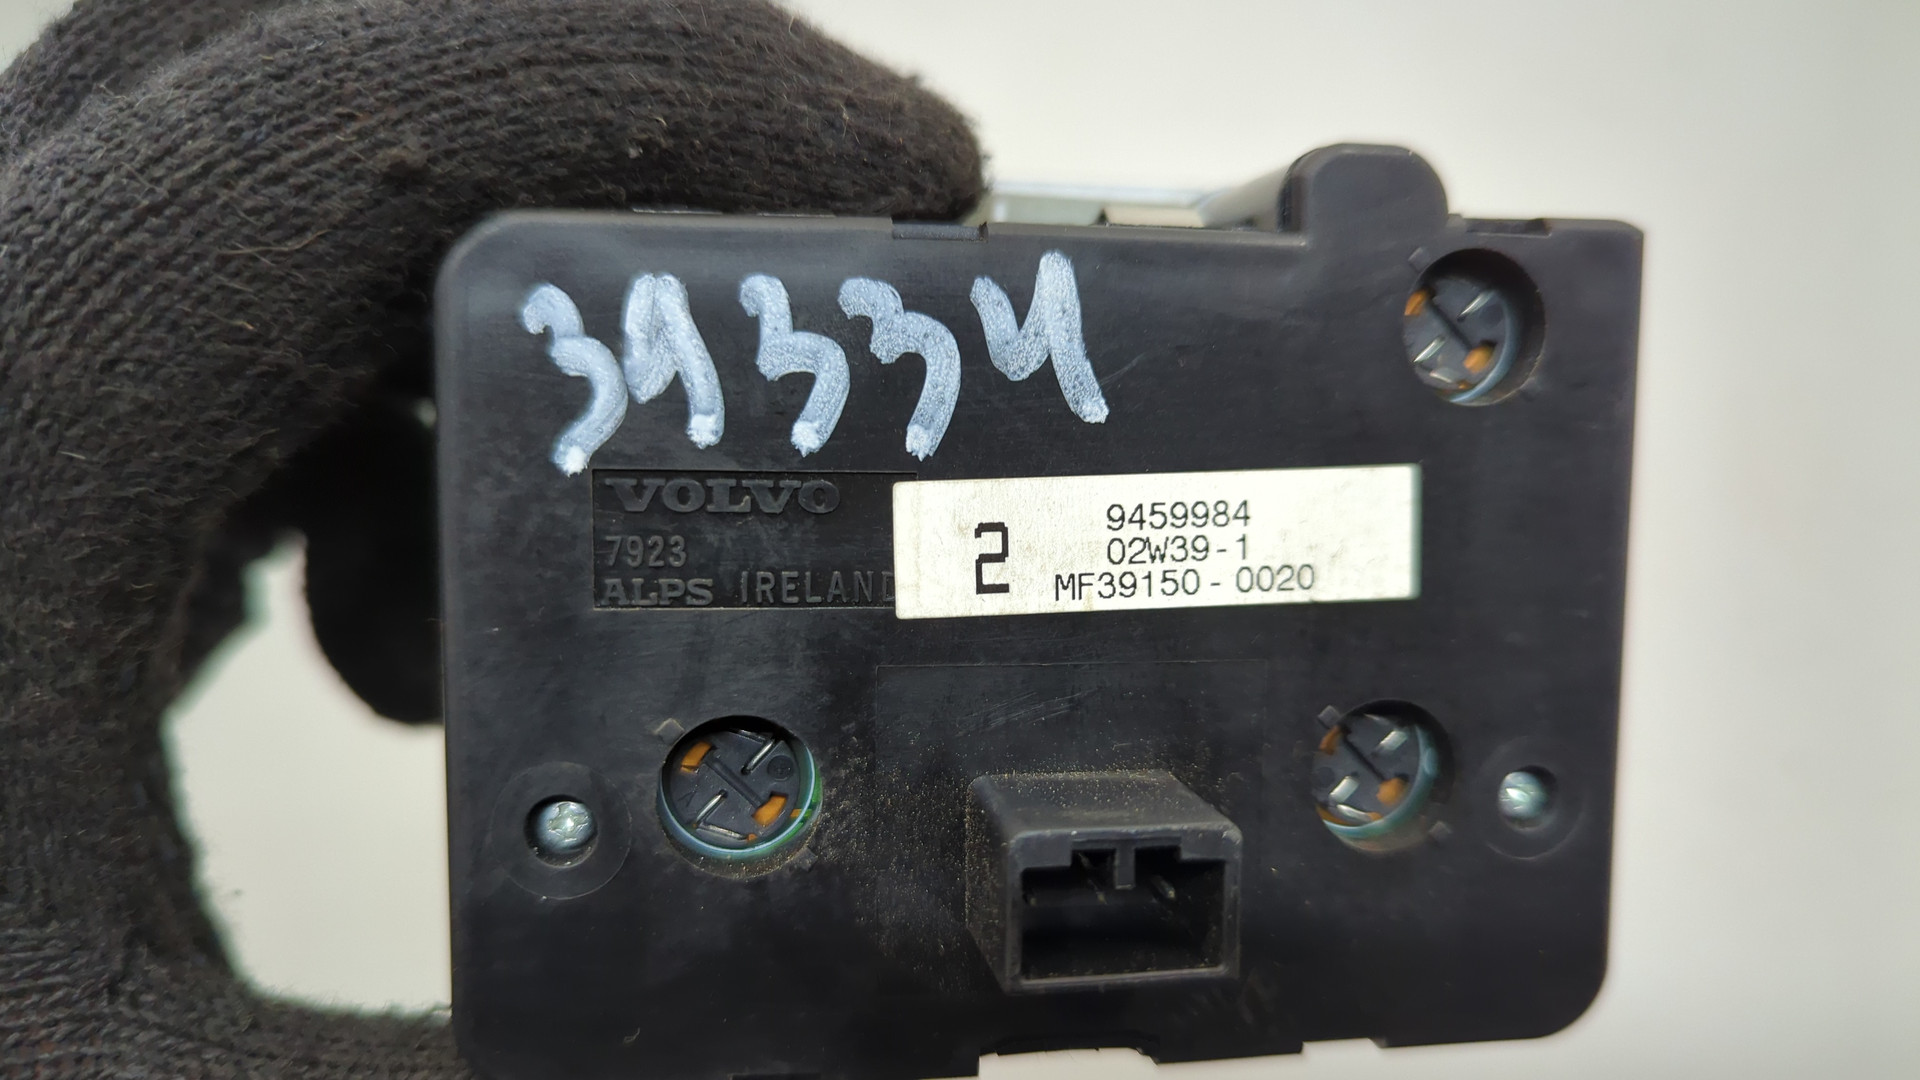 39334
VOLVO
7923
ALPS IRELAND
2
9459984
02W39-1
MF39150-0020